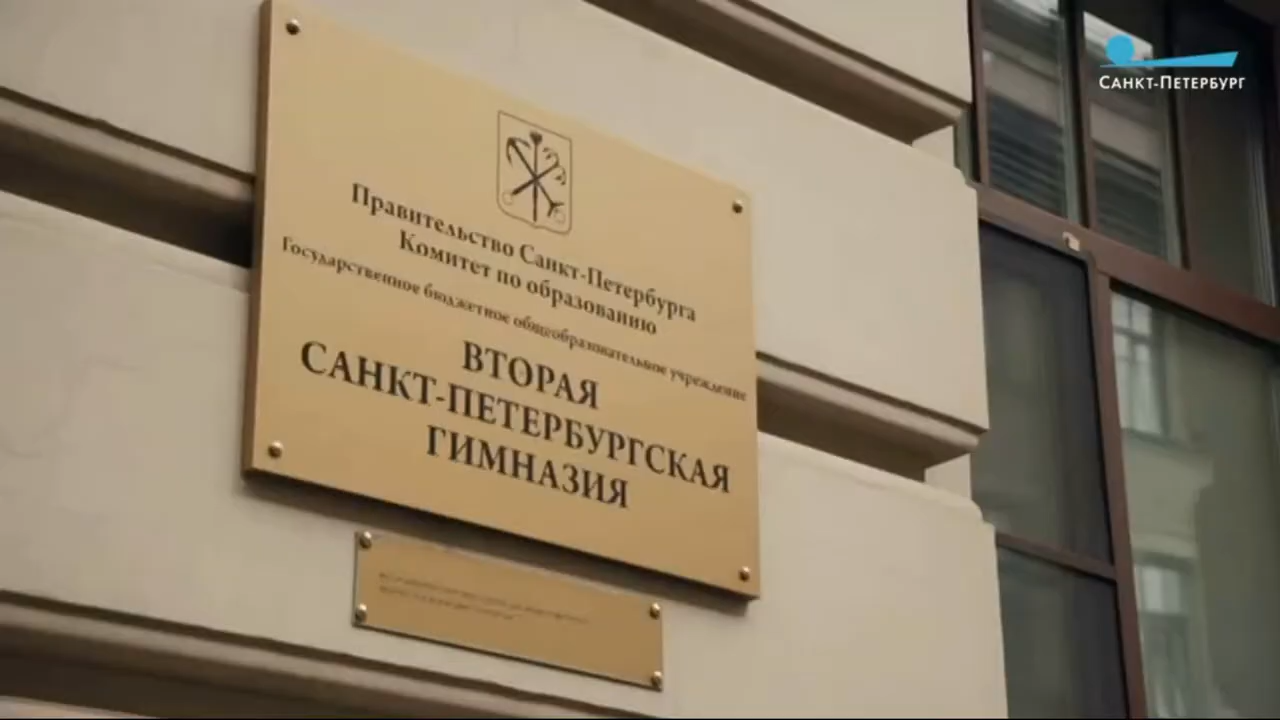 САНКТ-ПЕТЕРБУРГ
Правительство Санкт-Петербурга
Комитет по образованию
Государственное бюджетное общеобразовательное учреждение
ВТОРАЯ
САНКТ-ПЕТЕРБУРГСКАЯ
ГИМНАЗИЯ